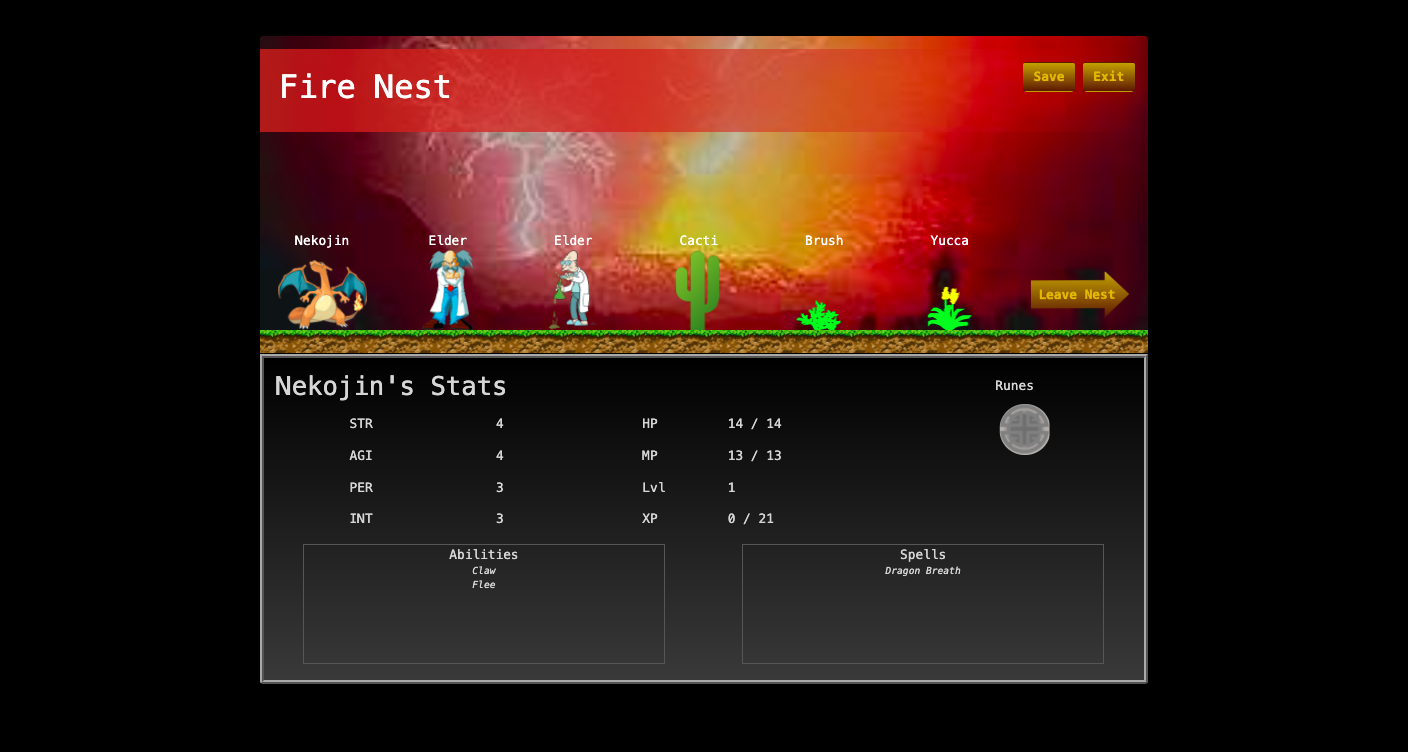 Fire Nest
Save Exit
Nekojin Elder Elder Cacti Brush Yucca
Leave Nest
Nekojin's Stats
Runes
STR 4 HP 14 / 14
AGI 4 MP 13 / 13
PER 3 Lvl 1
INT 3 XP 0 / 21
Abilities
Claw
Flee
Spells
Dragon Breath